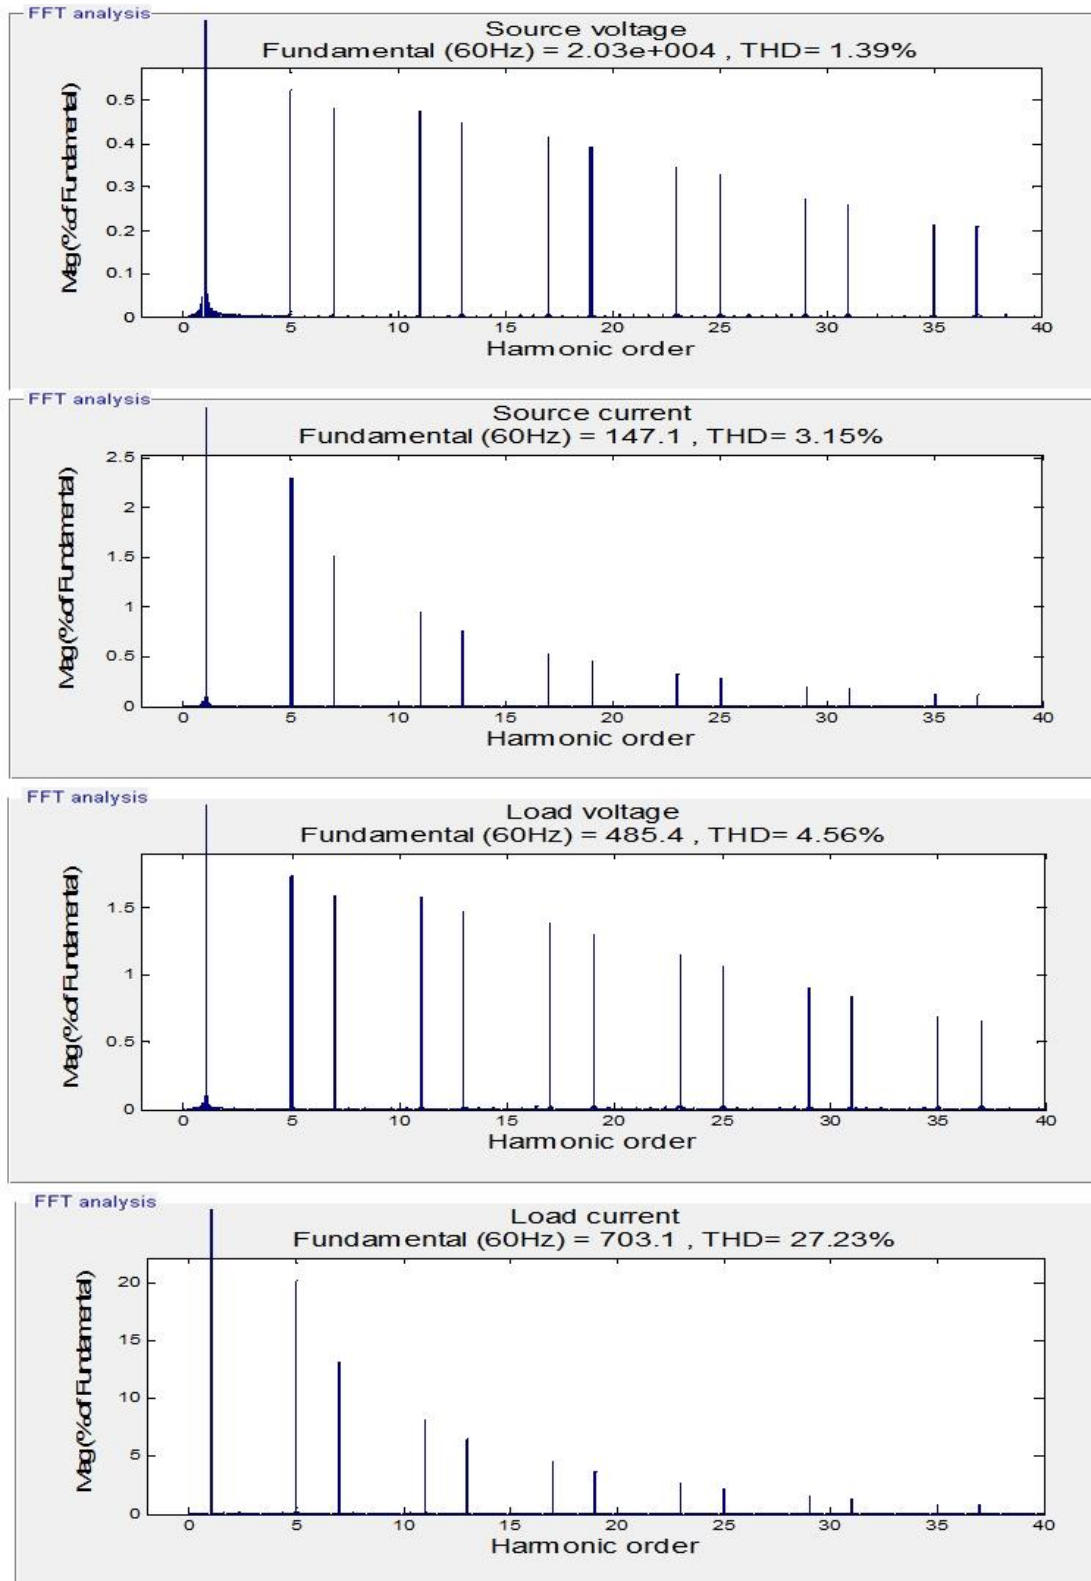 FFT analysis
Source voltage
Fundamental (60Hz) = 2.03e+004 , THD= 1.39%
Mag (% of Fundamental)
0.5
0.4
0.3
0.2
0.1
0
0 5 10 15 20 25 30 35 40
Harmonic order
FFT analysis
Source current
Fundamental (60Hz) = 147.1 , THD= 3.15%
Mag (% of Fundamental)
2.5
2
1.5
1
0.5
0
0 5 10 15 20 25 30 35 40
Harmonic order
FFT analysis
Load voltage
Fundamental (60Hz) = 485.4 , THD= 4.56%
Mag (% of Fundamental)
1.5
1
0.5
0
0 5 10 15 20 25 30 35 40
Harmonic order
FFT analysis
Load current
Fundamental (60Hz) = 703.1 , THD= 27.23%
Mag (% of Fundamental)
20
15
10
5
0
0 5 10 15 20 25 30 35 40
Harmonic order